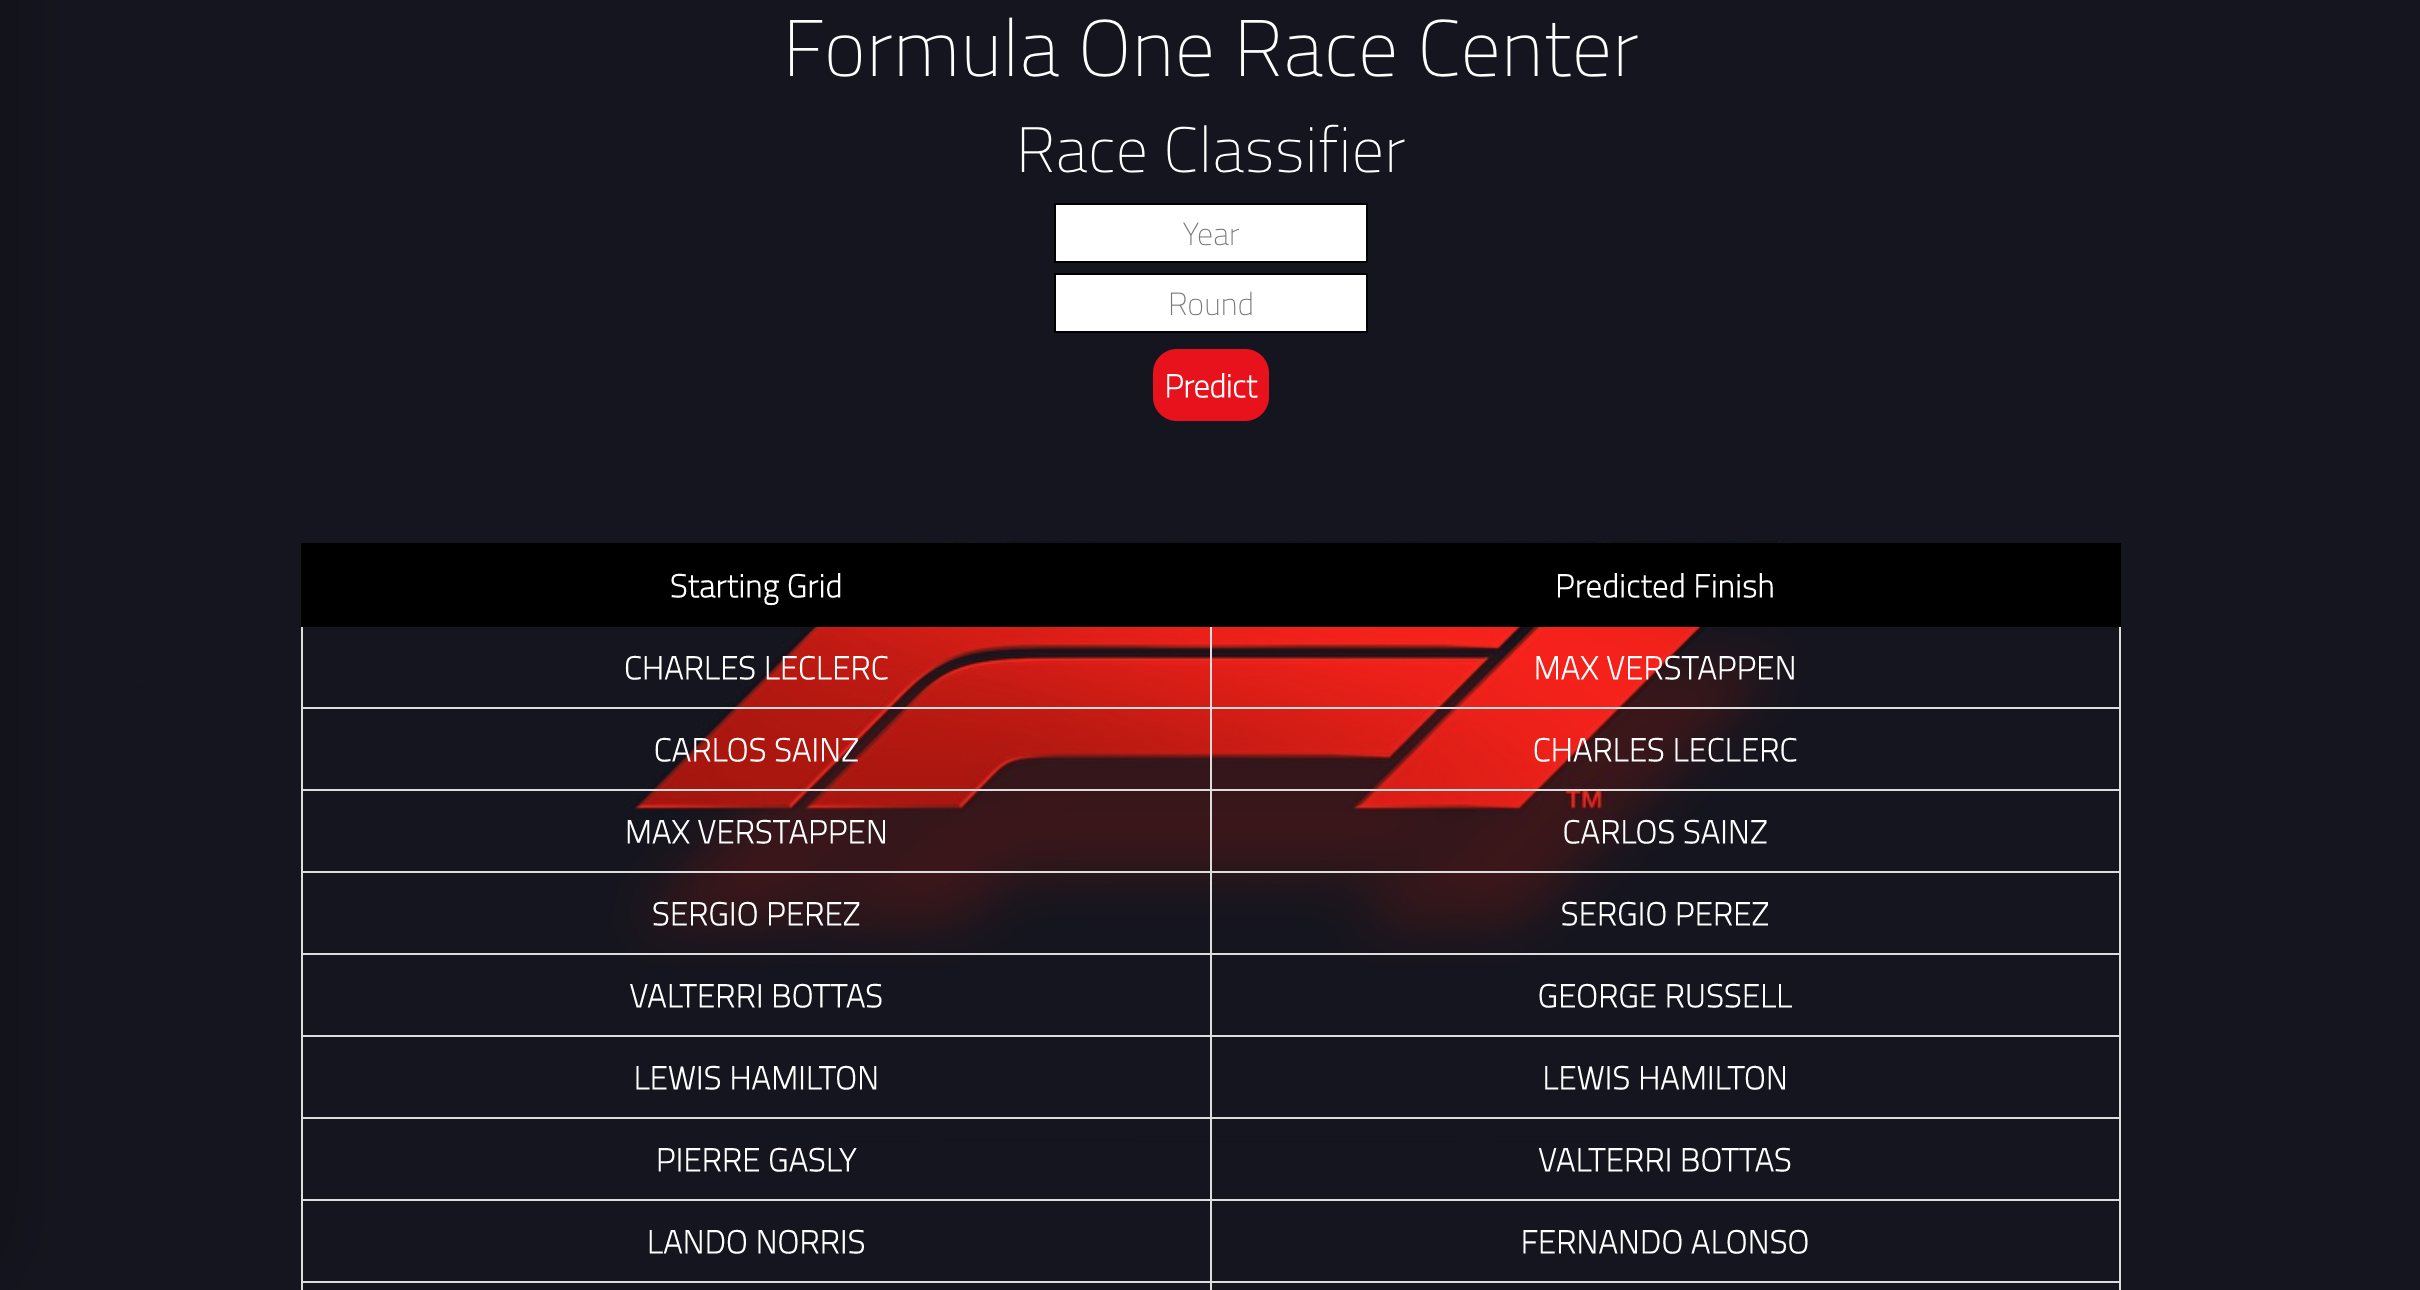 Formula One Race Center
Race Classifier
Year
Round
Predict
Starting Grid Predicted Finish
CHARLES LECLERC MAX VERSTAPPEN
CARLOS SAINZ CHARLES LECLERC
TM
MAX VERSTAPPEN CARLOS SAINZ
SERGIO PEREZ SERGIO PEREZ
VALTERRI BOTTAS GEORGE RUSSELL
LEWIS HAMILTON LEWIS HAMILTON
PIERRE GASLY VALTERRI BOTTAS
LANDO NORRIS FERNANDO ALONSO